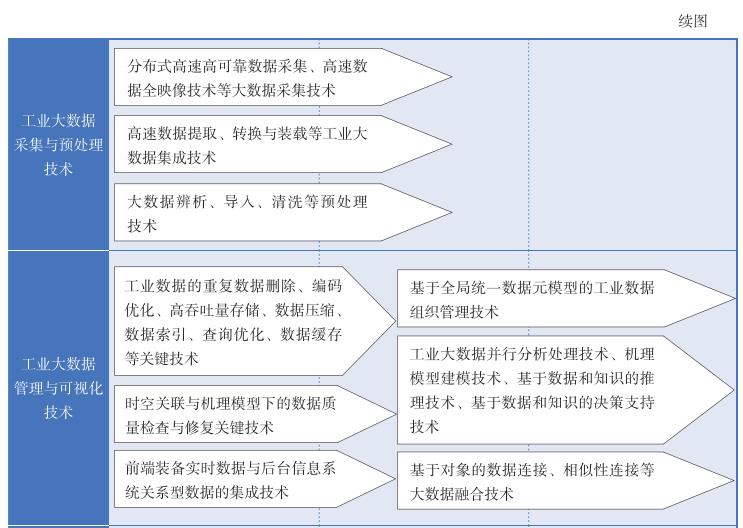 续图
工业大数据
采集与预处理
技术
分布式高速高可靠数据采集、高速数
据全映像技术等大数据采集技术
高速数据提取、转换与装载等工业大
数据集成技术
大数据辨析、导入、清洗等预处理
技术
工业大数据
管理与可视化
技术
工业数据的重复数据删除、编码
优化、高吞吐量存储、数据压缩、
数据索引、查询优化、数据缓存
等关键技术
时空关联与机理模型下的数据质
量检查与修复关键技术
前端装备实时数据与后台信息系
统关系型数据的集成技术
基于全局统一数据元模型的工业数据
组织管理技术
工业大数据并行分析处理技术、机理
模型建模技术、基于数据和知识的推
理技术、基于数据和知识的决策支持
技术
基于对象的数据连接、相似性连接等
大数据融合技术